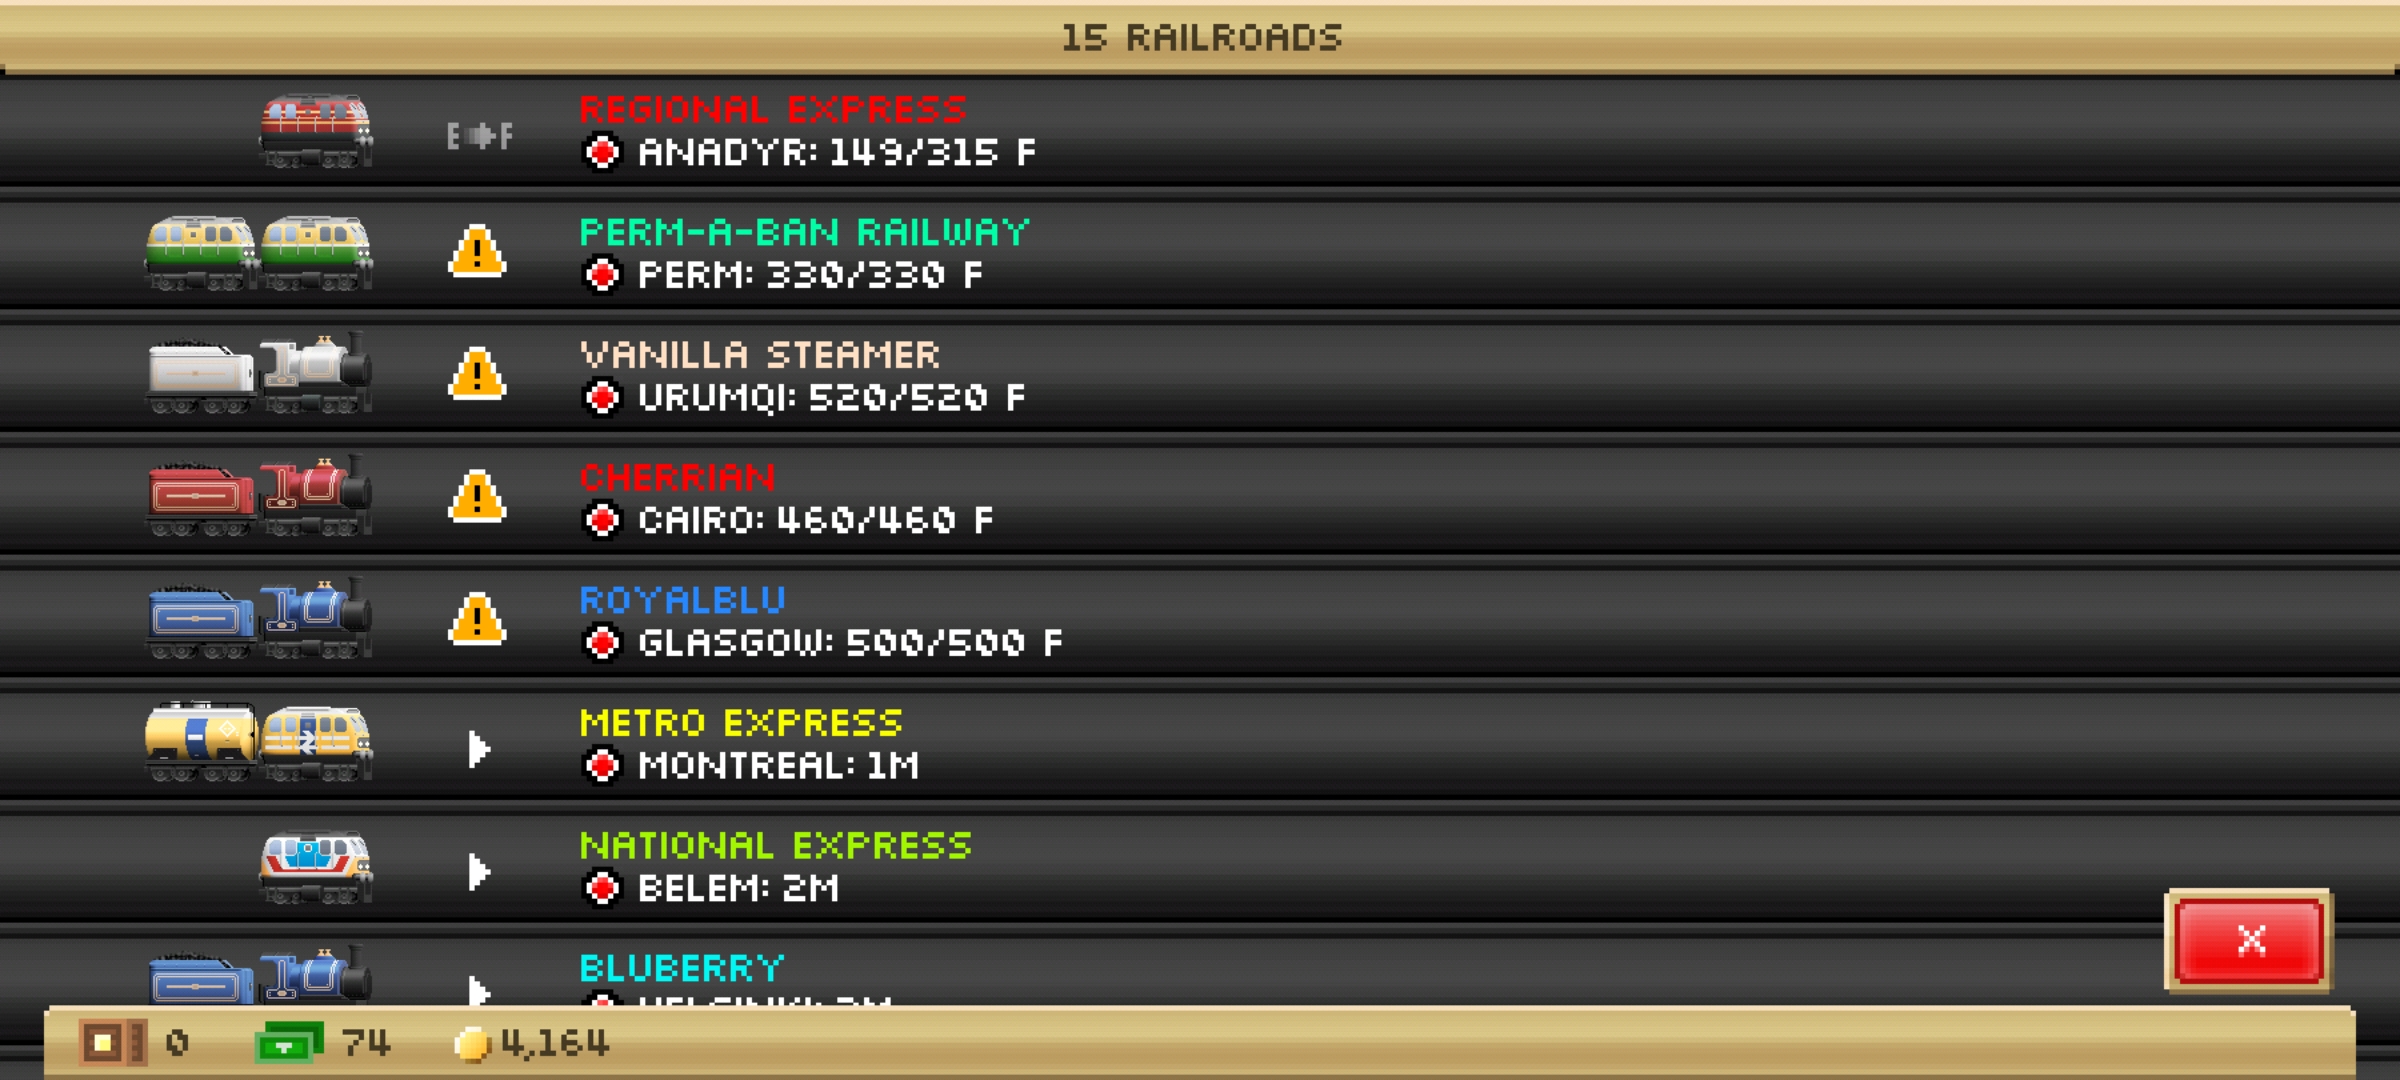 15 RAILROADS
E F
REGIONAL EXPRESS
ANADYR: 149/315 F
PERM-A-BAN RAILWAY
PERM: 330/330 F
VANILLA STEAMER
URUMQI: 520/520 F
CHERRIAN
CAIRO: 460/460 F
ROYALBLU
GLASGOW: 500/500 F
METRO EXPRESS
MONTREAL: 1M
NATIONAL EXPRESS
BELEM: 2M
BLUBERRY
X
0 74 4,164